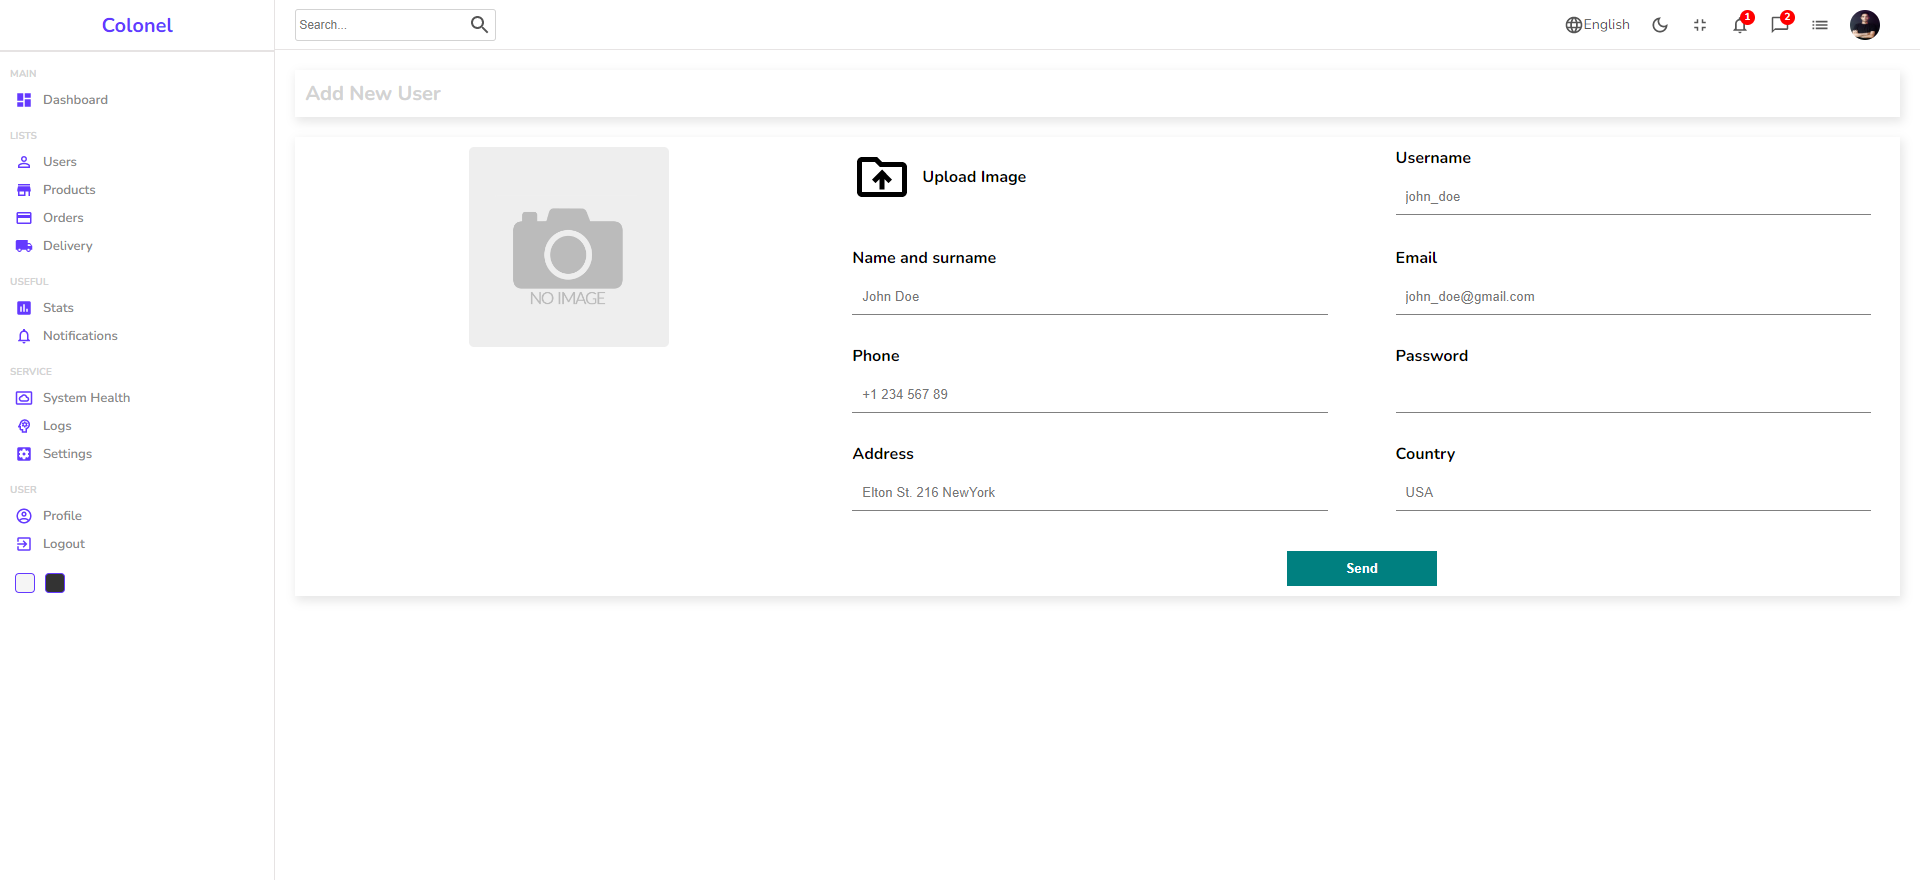 Colonel
Search...
English
1
2
MAIN
Dashboard
LISTS
Users
Products
Orders
Delivery
USEFUL
Stats
Notifications
SERVICE
System Health
Logs
Settings
USER
Profile
Logout
Add New User
NO IMAGE
Upload Image
Username
john_doe
Name and surname
John Doe
Email
john_doe@gmail.com
Phone
+1 234 567 89
Password
Address
Elton St. 216 NewYork
Country
USA
Send